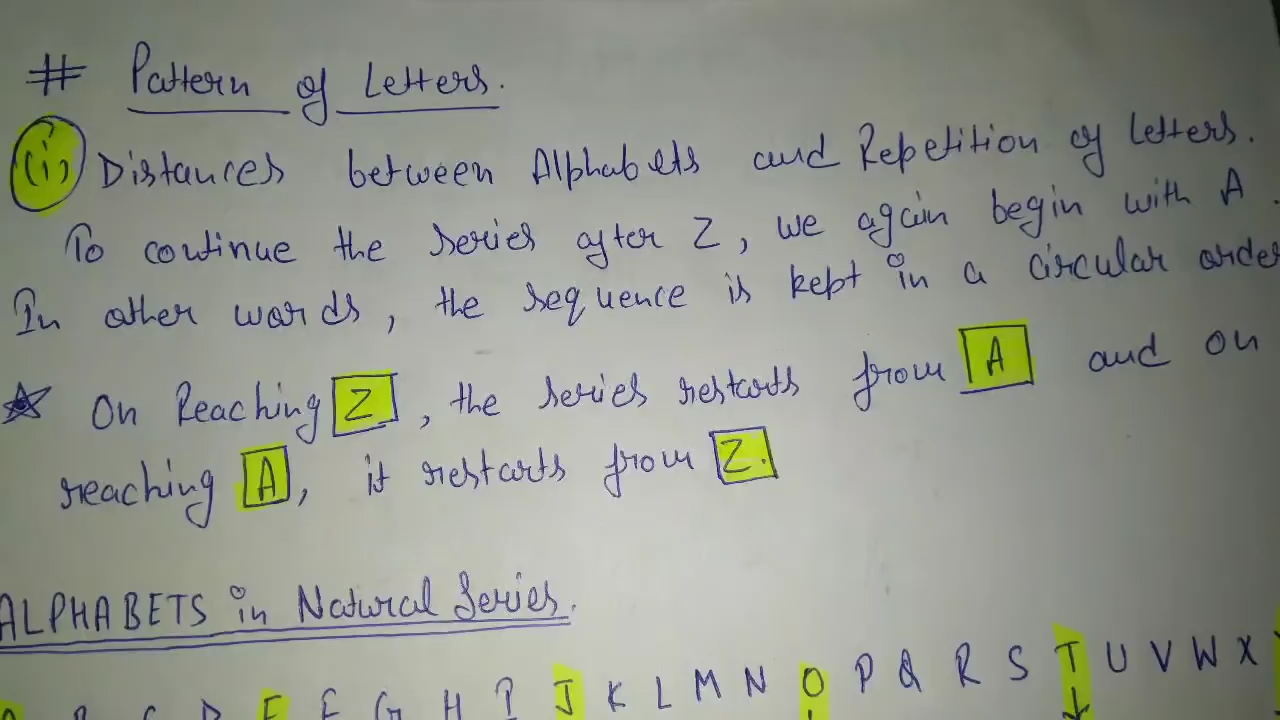 # Pattern of Letters.
(i) Distances between Alphabets and Repetition of letters.
To continue the series after Z, we again begin with A.
In other words, the sequence is kept in a circular order
☆ On Reaching Z, the series restarts from A and on
reaching A, it restarts from Z.
ALPHABETS in Natural Series.
A B C D E F G H I J K L M N O P Q R S T U V W X